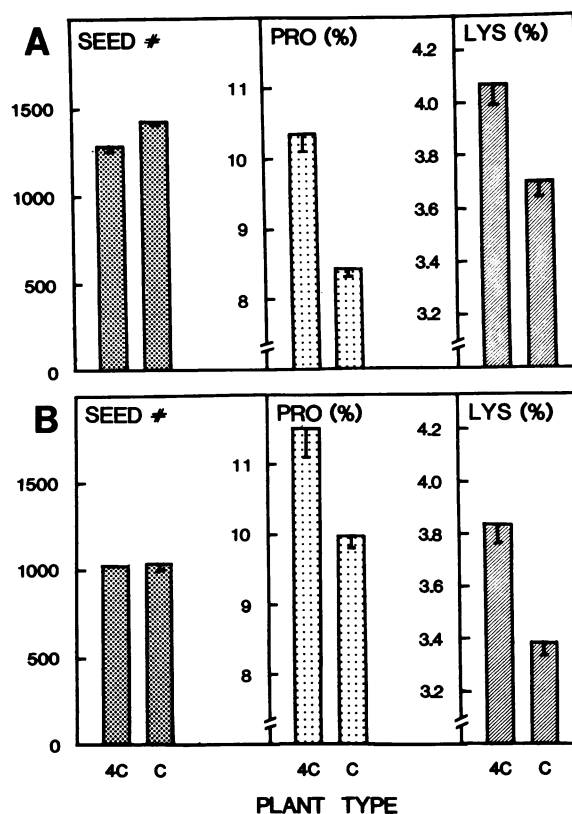 A
SEED #
PRO (%)
LYS (%)
1500
1000
500
0
11
10
9
8
4.2
4.0
3.8
3.6
3.4
3.2
B
SEED #
PRO (%)
LYS (%)
1500
1000
500
0
11
10
9
8
4.2
4.0
3.8
3.6
3.4
3.2
4C C
4C C
4C C
PLANT TYPE